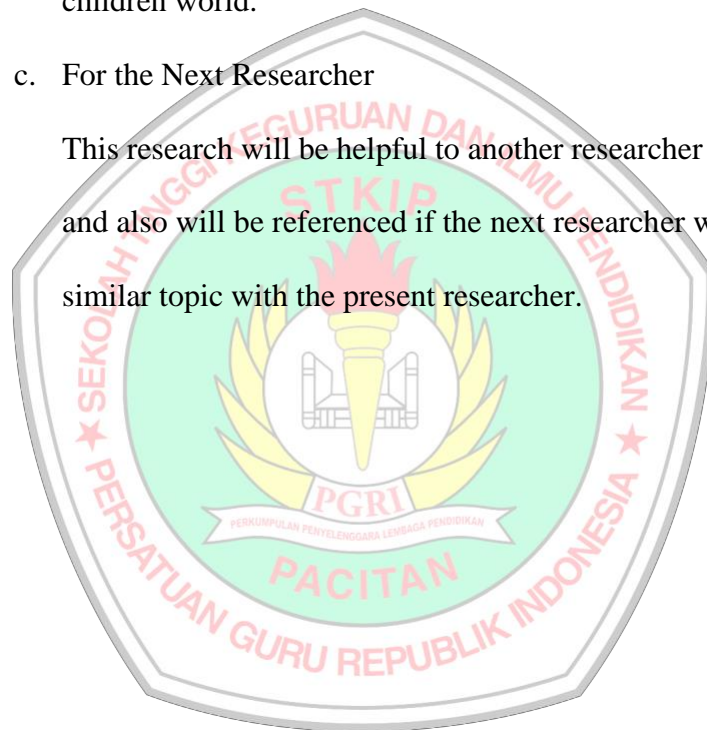 children world.
c. For the Next Researcher
This research will be helpful to another researcher
and also will be referenced if the next researcher
similar topic with the present researcher.
SEKOLAH TINGGI KEGURUAN DAN ILMU PENDIDIKAN
STKIP
PGRI
PERKUMPULAN PENYELENGGARA LEMBAGA PENDIDIKAN
PACITAN
PERSATUAN GURU REPUBLIK INDONESIA